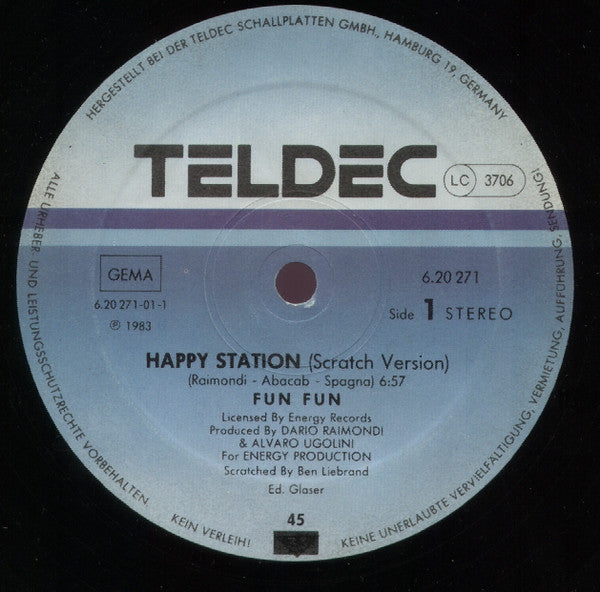 HERGESTELLT BEI DER TELDEC SCHALLPLATTEN GMBH., HAMBURG 19, GERMANY
TELDEC
LC 3706
GEMA
6.20 271
6.20 271-01-1
℗ 1983
Side 1 STEREO
HAPPY STATION (Scratch Version)
(Raimondi - Abacab - Spagna) 6:57
FUN FUN
Licensed By Energy Records
Produced By DARIO RAIMONDI
& ALVARO UGOLINI
For ENERGY PRODUCTION
Scratched By Ben Liebrand
Ed. Glaser
45
ALLE URHEBER- UND LEISTUNGSSCHUTZRECHTE VORBEHALTEN.
KEIN VERLEIH! KEINE UNERLAUBTE VERVIELFÄLTIGUNG, VERMIETUNG, AUFFÜHRUNG, SENDUNG!